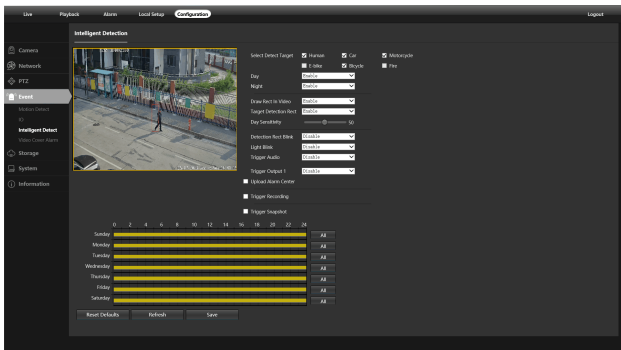 Live Playback Alarm Local Setup Configuration Logout
Intelligent Detection
Camera
Network
PTZ
Event
Motion Detect
IO
Intelligent Detect
Video Cover Alarm
Storage
System
Information
Select Detect Target Human Car Motorcycle
E-bike Bicycle Fire
Day Enable
Night Enable
Draw Rect In Video Enable
Target Detection Rect Enable
Day Sensitivity 50
Detection Rect Blink Disable
Light Blink Disable
Trigger Audio Disable
Trigger Output 1 Disable
Upload Alarm Center
Trigger Recording
Trigger Snapshot
0 2 4 6 8 10 12 14 16 18 20 22 24
Sunday All
Monday All
Tuesday All
Wednesday All
Thursday All
Friday All
Saturday All
Reset Defaults Refresh Save